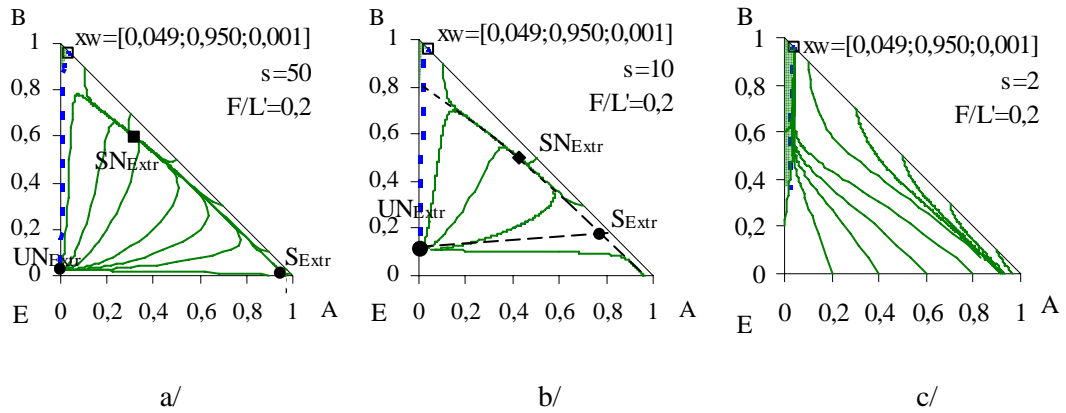 B
1
xw=[0,049;0,950;0,001]
s=50
F/L'=0,2
0,8
0,6
0,4
0,2
0
SNExtr
UNExtr
SExtr
E
0 0,2 0,4 0,6 0,8 1
A
a/
B
1
xw=[0,049;0,950;0,001]
s=10
F/L'=0,2
0,8
0,6
0,4
0,2
0
SNExtr
UNExtr
SExtr
E
0 0,2 0,4 0,6 0,8 1
A
b/
B
1
xw=[0,049;0,950;0,001]
s=2
F/L'=0,2
0,8
0,6
0,4
0,2
0
E
0 0,2 0,4 0,6 0,8 1
A
c/